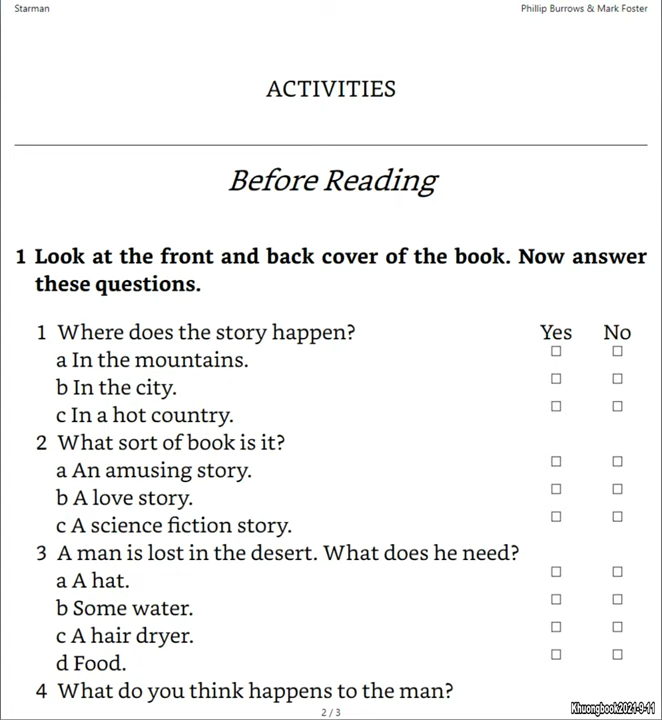 Starman
Phillip Burrows & Mark Foster
ACTIVITIES
Before Reading
1 Look at the front and back cover of the book. Now answer
these questions.
1 Where does the story happen? Yes No
a In the mountains.
b In the city.
c In a hot country.
2 What sort of book is it?
a An amusing story.
b A love story.
c A science fiction story.
3 A man is lost in the desert. What does he need?
a A hat.
b Some water.
c A hair dryer.
d Food.
4 What do you think happens to the man?
2 / 3
Khuongbook2021-9-11